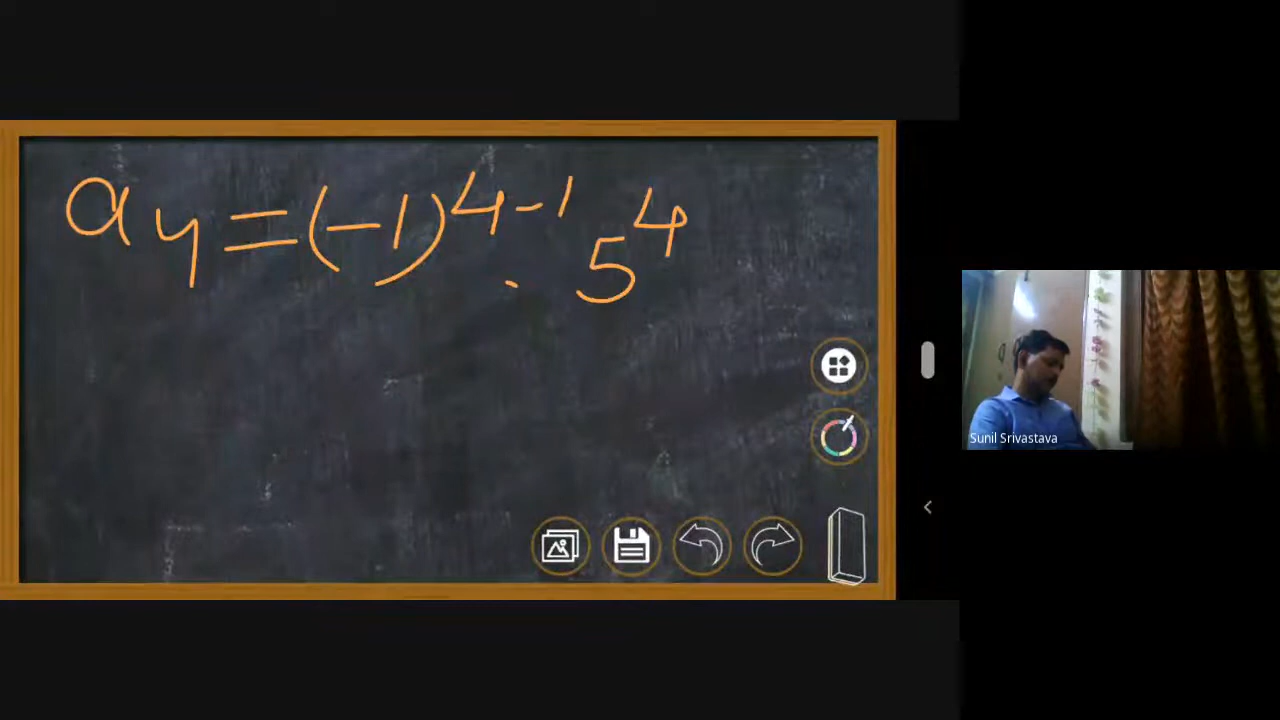 a₄ = (-1)⁴⁻¹ . 5⁴
Sunil Srivastava